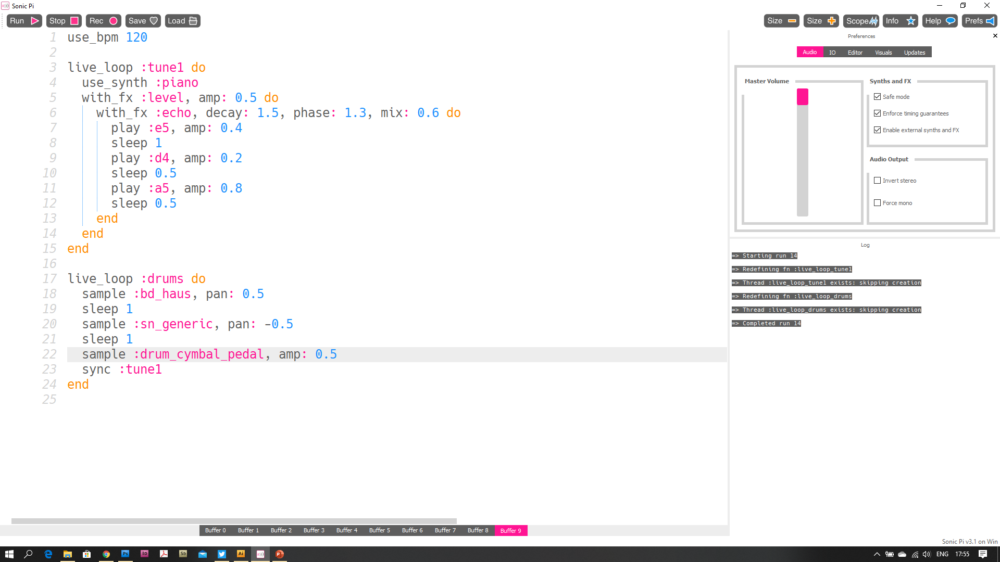 Sonic Pi
Run Stop Rec Save Load Size Size Scope Info Help Prefs
1 use_bpm 120
2
3 live_loop :tune1 do
4   use_synth :piano
5   with_fx :level, amp: 0.5 do
6     with_fx :echo, decay: 1.5, phase: 1.3, mix: 0.6 do
7       play :e5, amp: 0.4
8       sleep 1
9       play :d4, amp: 0.2
10       sleep 0.5
11       play :a5, amp: 0.8
12       sleep 0.5
13     end
14   end
15 end
16
17 live_loop :drums do
18   sample :bd_haus, pan: 0.5
19   sleep 1
20   sample :sn_generic, pan: -0.5
21   sleep 1
22   sample :drum_cymbal_pedal, amp: 0.5
23   sync :tune1
24 end
25
Preferences
Audio IO Editor Visuals Updates
Master Volume
Synths and FX
Safe mode
Enforce timing guarantees
Enable external synths and FX
Audio Output
Invert stereo
Force mono
Log
=> Starting run 14
=> Redefining fn :live_loop_tune1
=> Thread :live_loop_tune1 exists: skipping creation
=> Redefining fn :live_loop_drums
=> Thread :live_loop_drums exists: skipping creation
=> Completed run 14
Buffer 0 Buffer 1 Buffer 2 Buffer 3 Buffer 4 Buffer 5 Buffer 6 Buffer 7 Buffer 8 Buffer 9
Sonic Pi v3.1 on Win
Ps ID Sb Ai P ENG 17:55